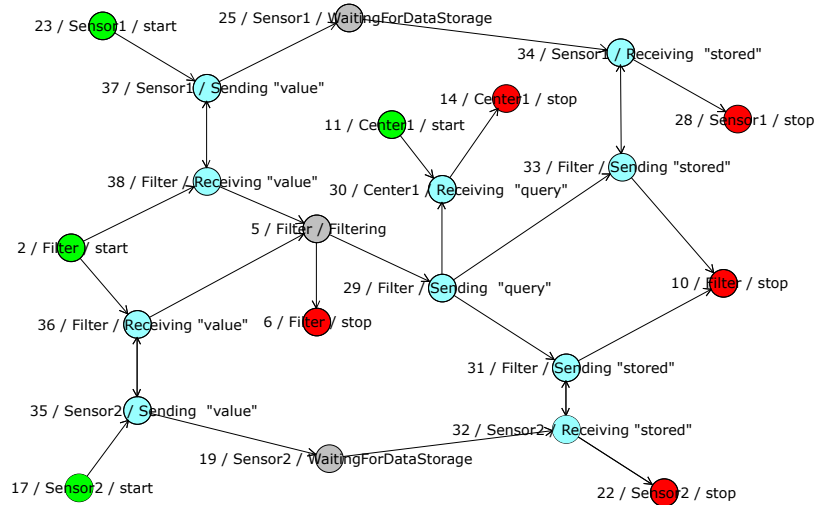 25 / Sensor1 / WaitingForDataStorage
23 / Sensor1 / start
34 / Sensor1 / Receiving "stored"
37 / Sensor1 / Sending "value"
14 / Center1 / stop
11 / Center1 / start
28 / Sensor1 / stop
33 / Filter / Sending "stored"
38 / Filter / Receiving "value"
30 / Center1 / Receiving "query"
5 / Filter / Filtering
2 / Filter / start
29 / Filter / Sending "query"
10 / Filter / stop
36 / Filter / Receiving "value"
6 / Filter / stop
31 / Filter / Sending "stored"
35 / Sensor2 / Sending "value"
32 / Sensor2 / Receiving "stored"
19 / Sensor2 / WaitingForDataStorage
17 / Sensor2 / start
22 / Sensor2 / stop